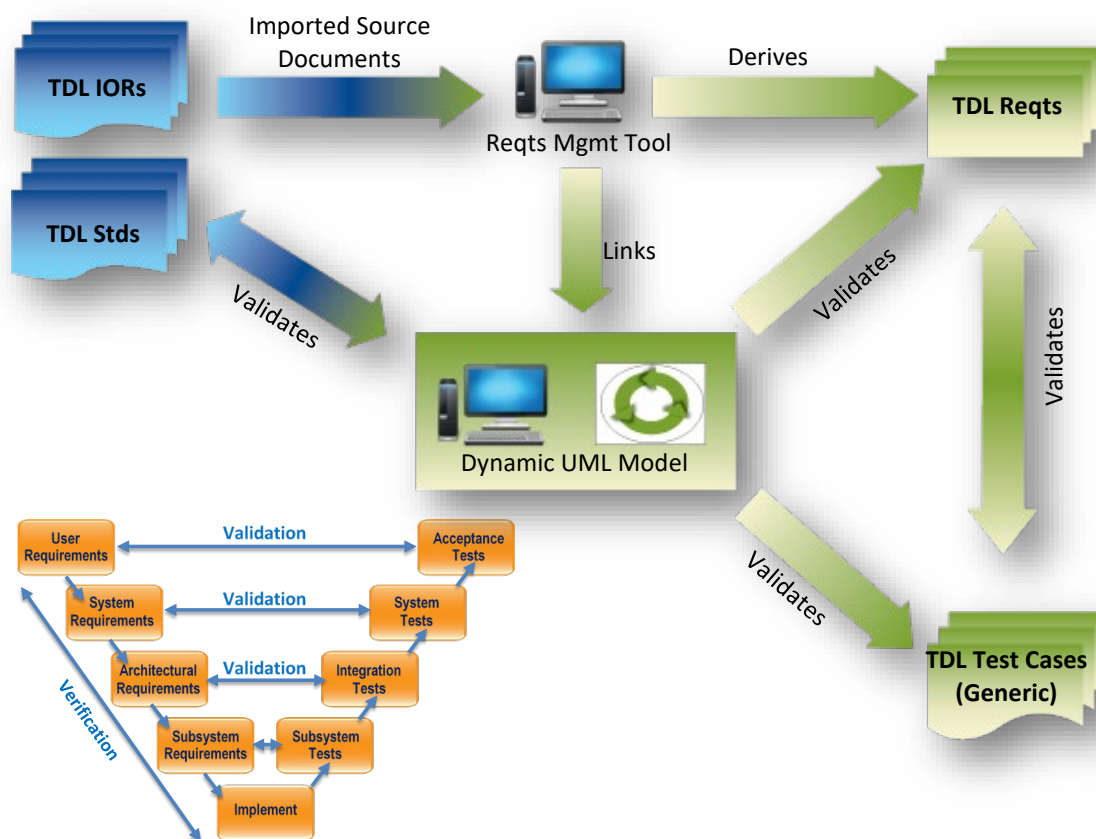 Imported Source
Documents
TDL IORs
Derives
TDL Reqts
Reqts Mgmt Tool
TDL Stds
Links
Validates
Validates
Validates
Dynamic UML Model
Validates
TDL Test Cases
(Generic)
User
Requirements
Validation
Acceptance
Tests
System
Requirements
Validation
System
Tests
Architectural
Requirements
Validation
Integration
Tests
Verification
Subsystem
Requirements
Subsystem
Tests
Implement